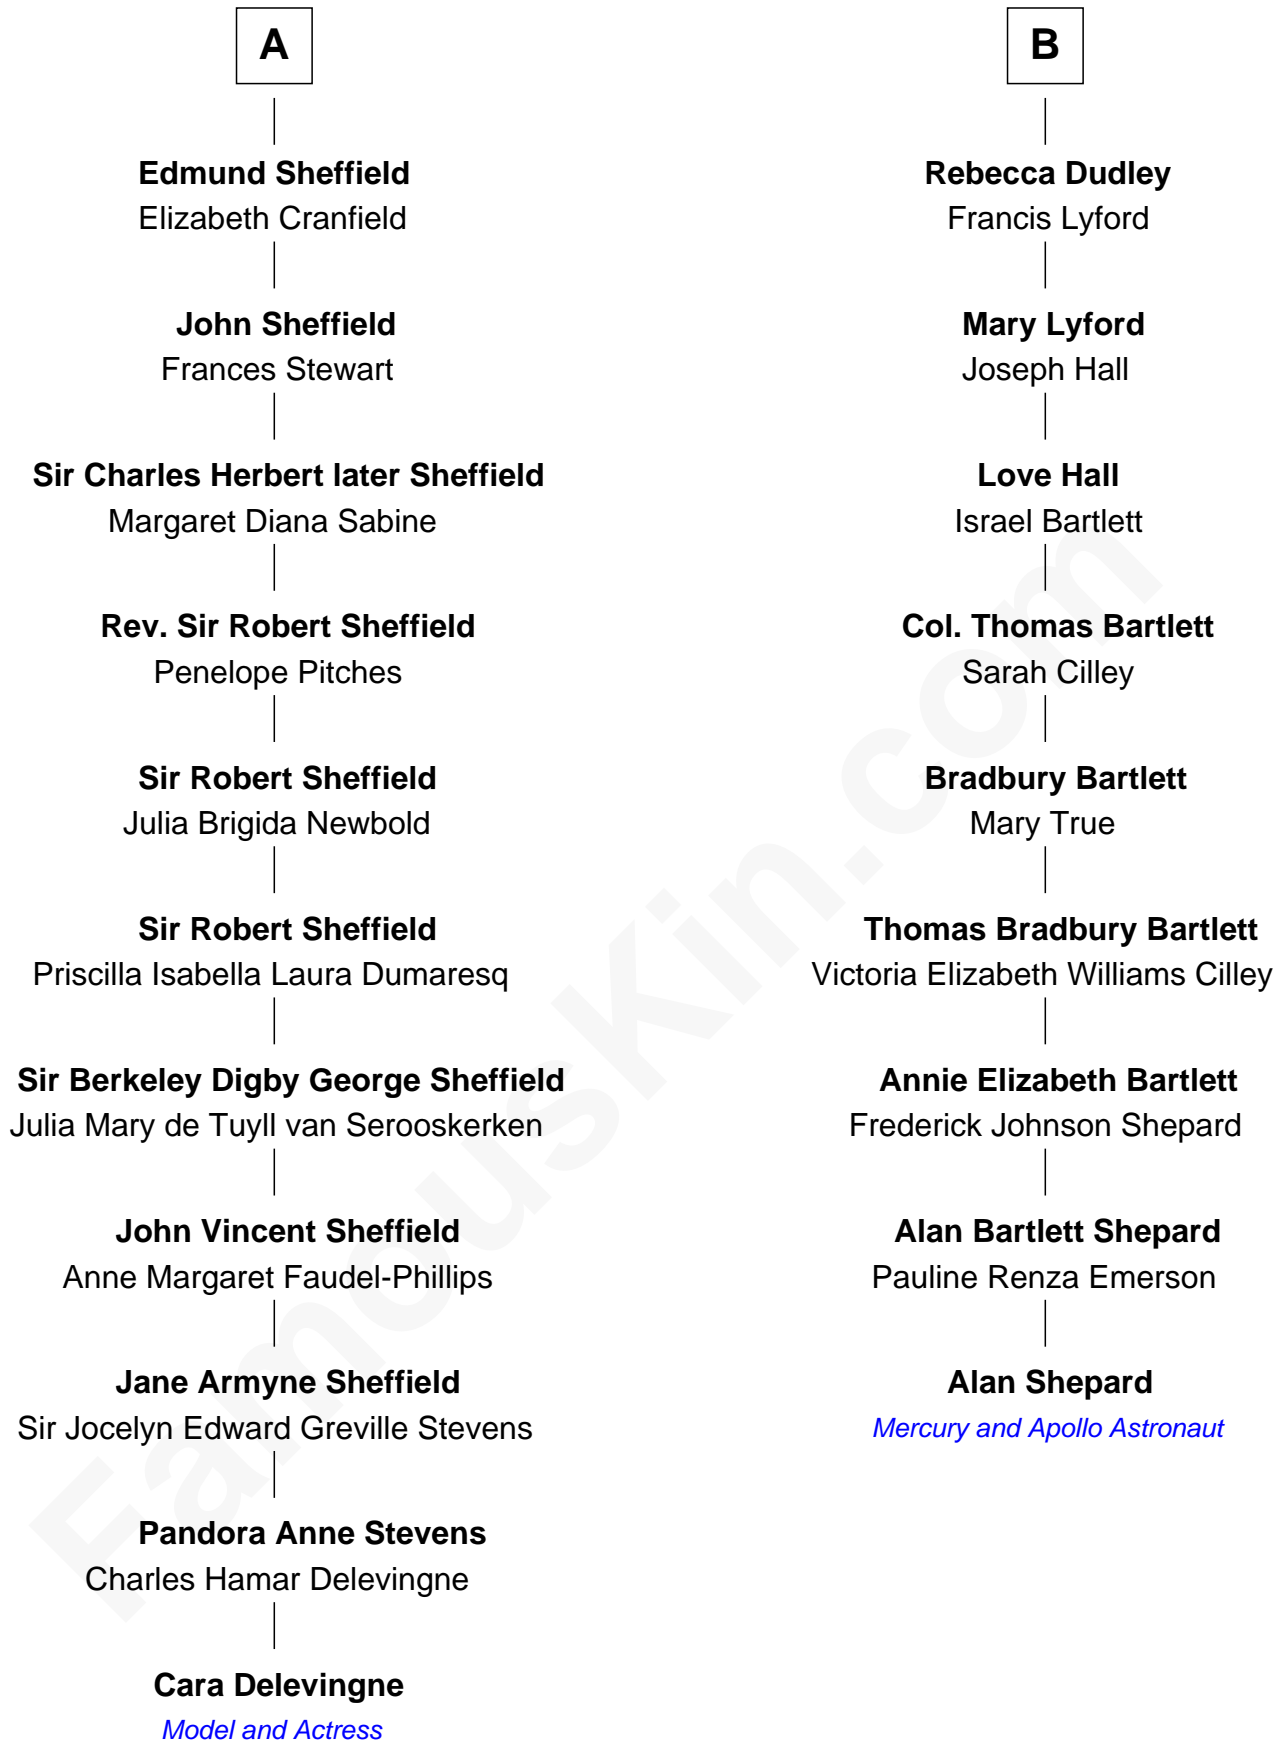 A
Edmund Sheffield
Elizabeth Cranfield
John Sheffield
Frances Stewart
Sir Charles Herbert later Sheffield
Margaret Diana Sabine
Rev. Sir Robert Sheffield
Penelope Pitches
Sir Robert Sheffield
Julia Brigida Newbold
Sir Robert Sheffield
Priscilla Isabella Laura Dumaresq
Sir Berkeley Digby George Sheffield
Julia Mary de Tuyll van Serooskerken
John Vincent Sheffield
Anne Margaret Faudel-Phillips
Jane Armyne Sheffield
Sir Jocelyn Edward Greville Stevens
Pandora Anne Stevens
Charles Hamar Delevingne
Cara Delevingne
Model and Actress
B
Rebecca Dudley
Francis Lyford
Mary Lyford
Joseph Hall
Love Hall
Israel Bartlett
Col. Thomas Bartlett
Sarah Cilley
Bradbury Bartlett
Mary True
Thomas Bradbury Bartlett
Victoria Elizabeth Williams Cilley
Annie Elizabeth Bartlett
Frederick Johnson Shepard
Alan Bartlett Shepard
Pauline Renza Emerson
Alan Shepard
Mercury and Apollo Astronaut
FamousKin.com